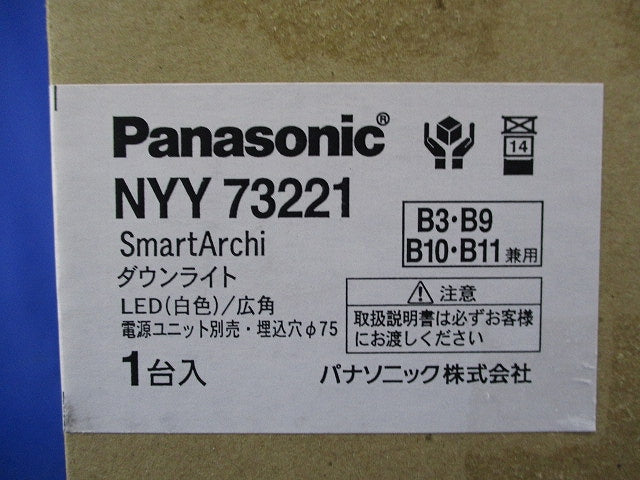 Panasonic®
14
NYY 73221
B3・B9
B10・B11 兼用
SmartArchi
ダウンライト
LED(白色)/広角
電源ユニット別売・埋込穴φ75
1台入
⚠ 注意
取扱説明書は必ずお客様
にお渡しください
パナソニック株式会社